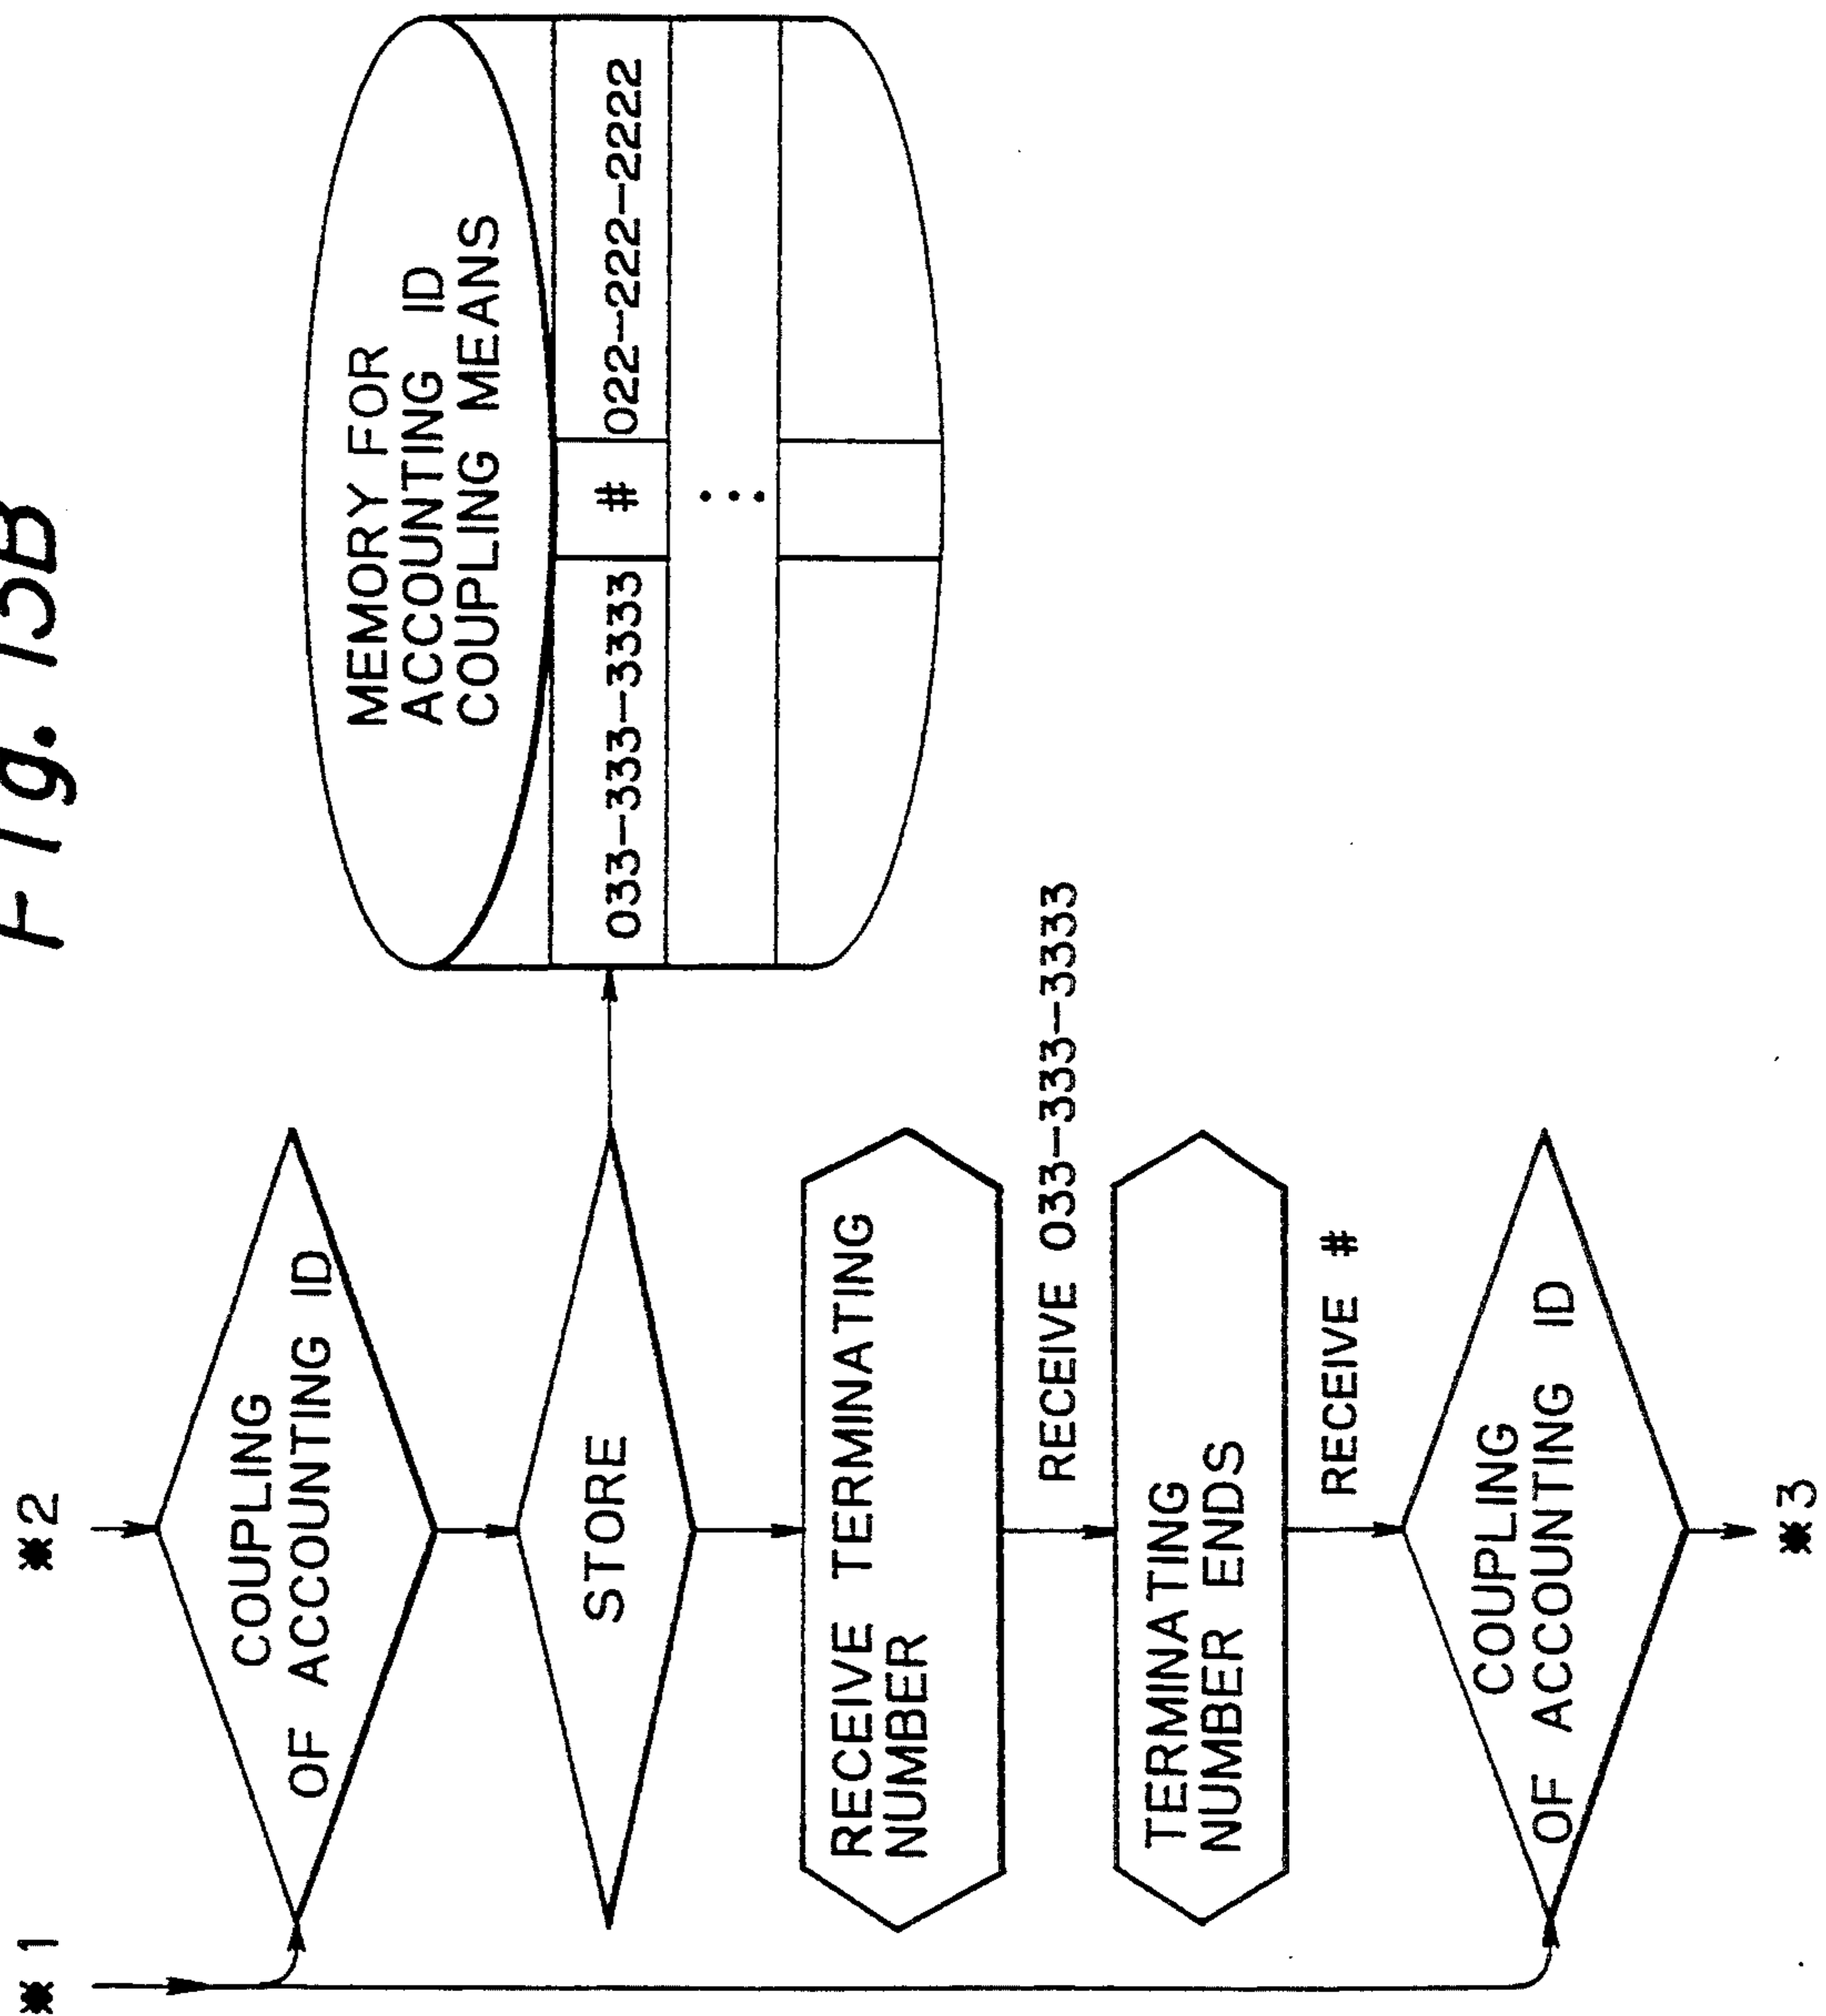 Fig. 15B
※1
※2
COUPLING
OF ACCOUNTING ID
STORE
MEMORY FOR
ACCOUNTING ID
COUPLING MEANS
033-333-3333
#
022-222-2222
⋮
RECEIVE TERMINATING
NUMBER
RECEIVE 033-333-3333
TERMINATING
NUMBER ENDS
RECEIVE #
COUPLING
OF ACCOUNTING ID
※3